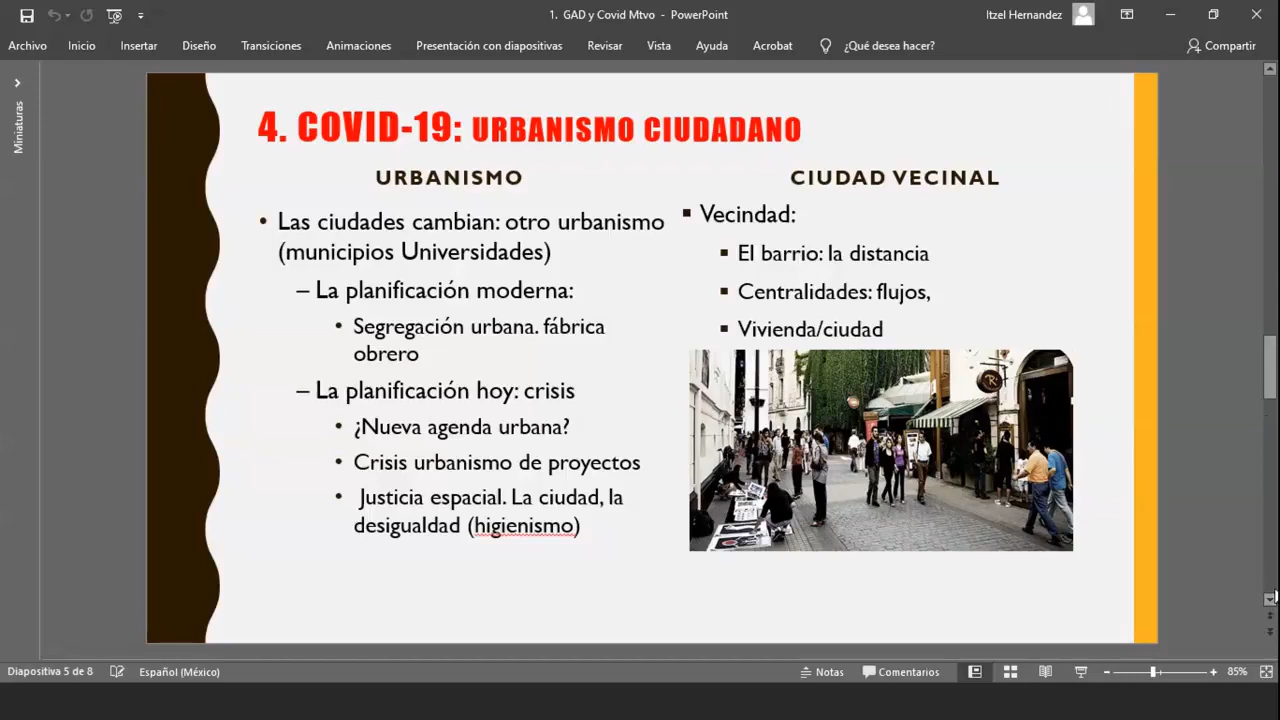 1. GAD y Covid Mtvo - PowerPoint
Itzel Hernandez
Archivo Inicio Insertar Diseño Transiciones Animaciones Presentación con diapositivas Revisar Vista Ayuda Acrobat ¿Qué desea hacer? Compartir
Miniaturas
4. COVID-19: URBANISMO CIUDADANO
URBANISMO
• Las ciudades cambian: otro urbanismo
(municipios Universidades)
– La planificación moderna:
• Segregación urbana. fábrica
obrero
– La planificación hoy: crisis
• ¿Nueva agenda urbana?
• Crisis urbanismo de proyectos
• Justicia espacial. La ciudad, la
desigualdad (higienismo)
CIUDAD VECINAL
▪ Vecindad:
▪ El barrio: la distancia
▪ Centralidades: flujos,
▪ Vivienda/ciudad
R
Diapositiva 5 de 8 Español (México) Notas Comentarios 85%